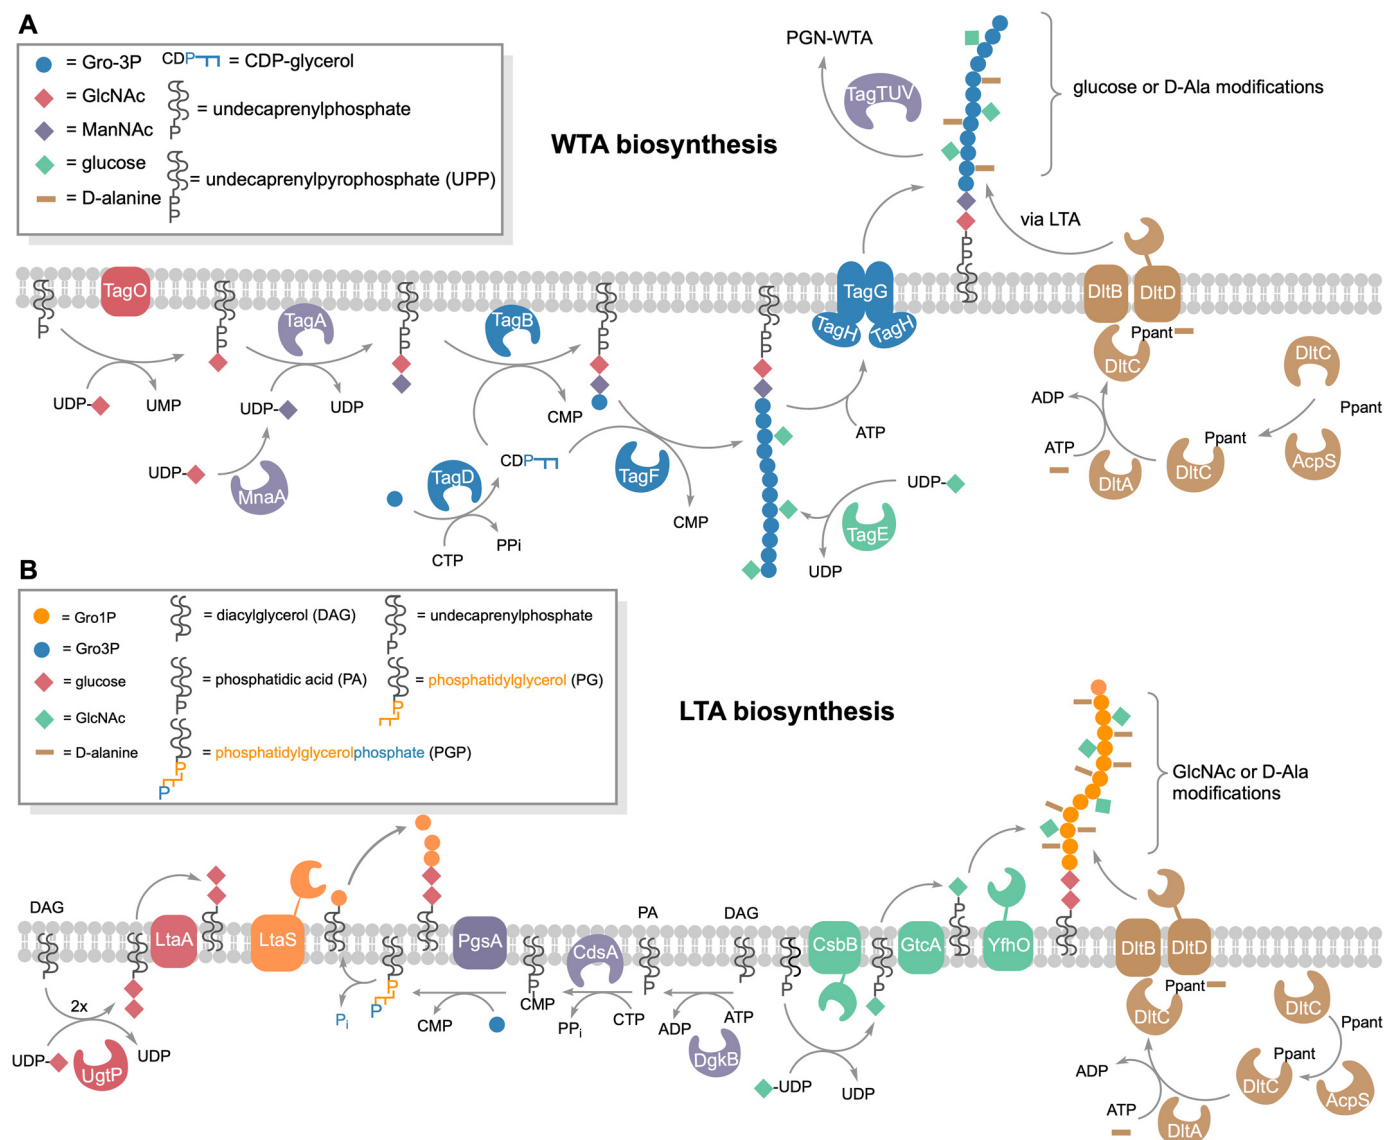 A
= Gro-3P
CDP = CDP-glycerol
= GlcNAc
= undecaprenylphosphate
P
= ManNAc
= glucose
= undecaprenylpyrophosphate (UPP)
P
P
= D-alanine
WTA biosynthesis
PGN-WTA
TagTUV
glucose or D-Ala modifications
via LTA
P
P
TagO
P
P
P
TagA
P
P
TagB
P
P
P
P
TagG
TagH
TagH
DltB
DltD
Ppant
DltC
DltC
UDP-
UMP
UDP-
UDP
CMP
ATP
ADP
Ppant
UDP-
MnaA
TagD
CDP
TagF
ATP
DltA
DltC
Ppant
AcpS
CTP
PPi
CMP
UDP-
TagE
UDP
B
= Gro1P
= diacylglycerol (DAG)
= undecaprenylphosphate
P
= Gro3P
= glucose
= phosphatidic acid (PA)
P
= phosphatidylglycerol (PG)
P
= GlcNAc
= D-alanine
= phosphatidylglycerolphosphate (PGP)
P
P
LTA biosynthesis
GlcNAc or D-Ala
modifications
DAG
LtaA
LtaS
PgsA
CdsA
PA
DAG
CsbB
GtcA
P
YfhO
DltB
DltD
Ppant
DltC
DltC
Ppant
2x
UDP-
UgtP
UDP
Pi
P
P
CMP
CMP
PPi
CTP
P
ADP
ATP
DgkB
P
P
-UDP
UDP
ADP
ATP
DltA
DltC
Ppant
AcpS